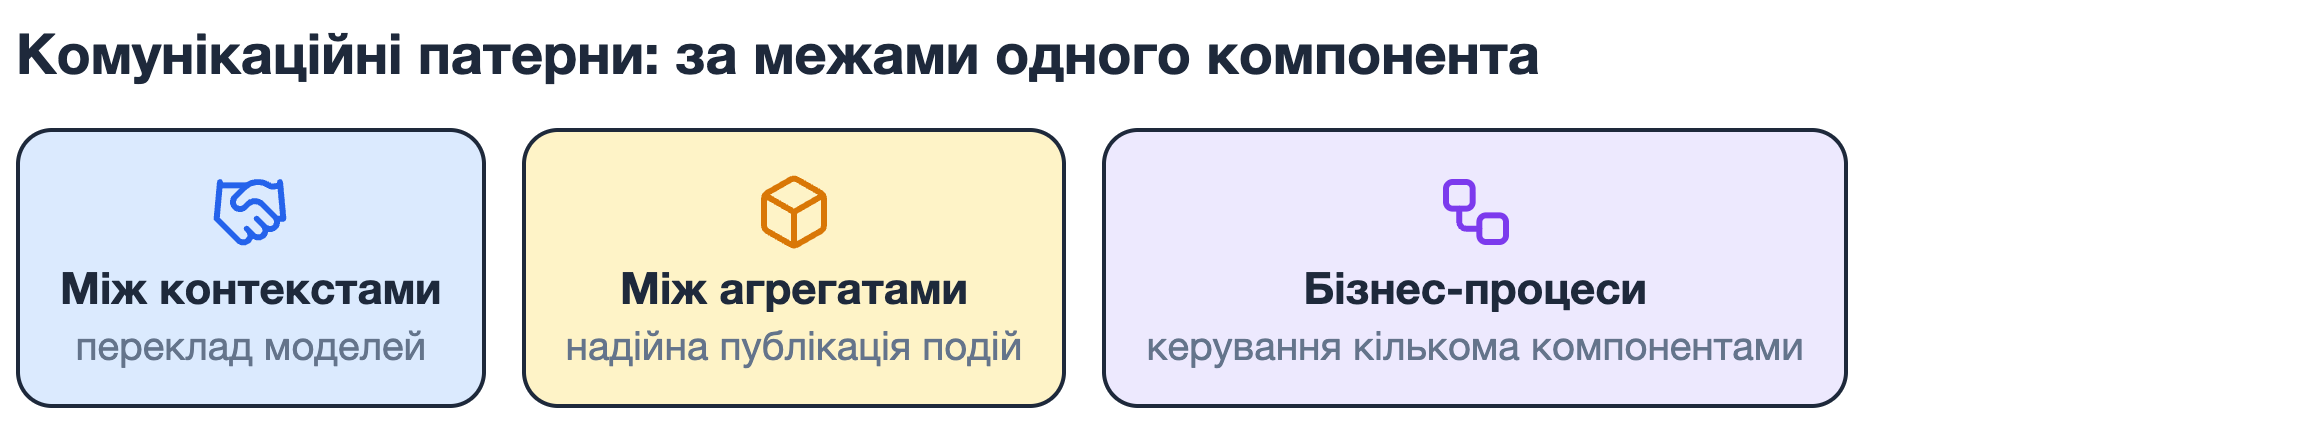 Комунікаційні патерни: за межами одного компонента
Між контекстами
переклад моделей
Між агрегатами
надійна публікація подій
Бізнес-процеси
керування кількома компонентами